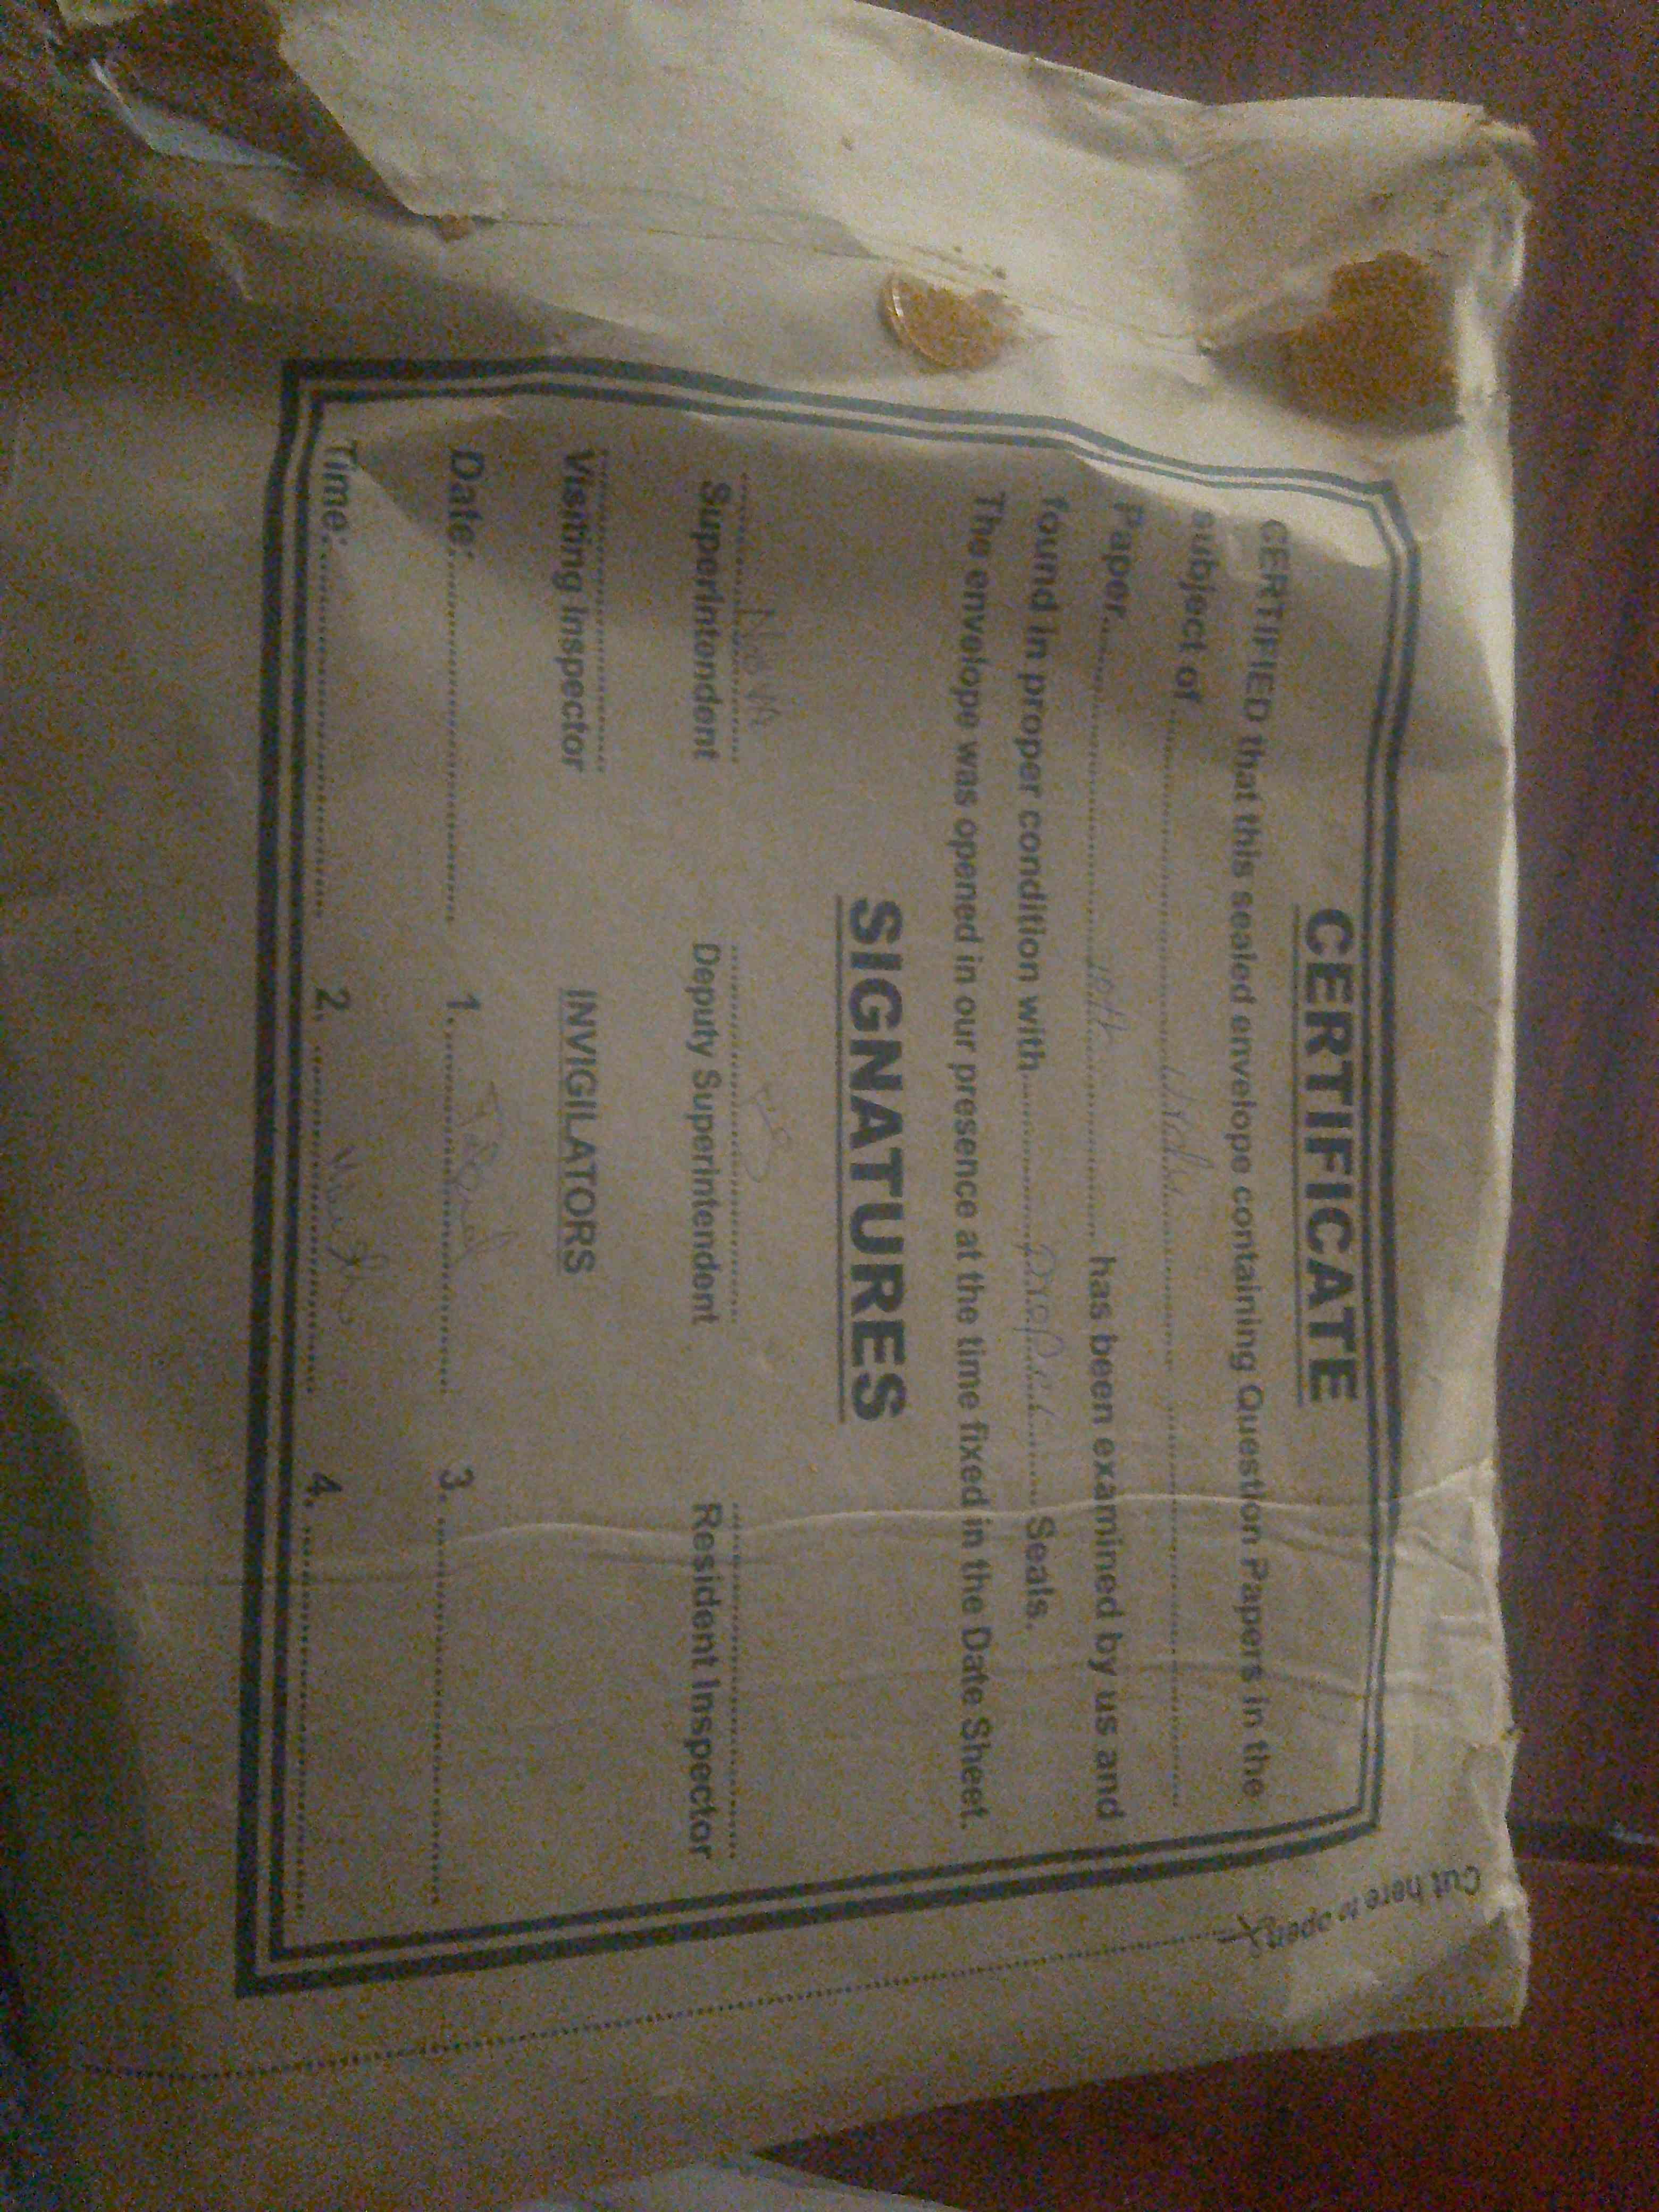 CERTIFICATE
CERTIFIED that this sealed envelope containing Question Papers in the
subject of ........ Urdu ........
Paper ........ 10th ........ has been examined by us and
found in proper condition with ........ Seals.
The envelope was opened in our presence at the time fixed in the Date Sheet.
SIGNATURES
Superintendent Deputy Superintendent Resident Inspector
Visiting Inspector INVIGILATORS
Date: ........ 1. ........ 3. ........
Time: ........ 2. ........ 4. ........
Cut here to open